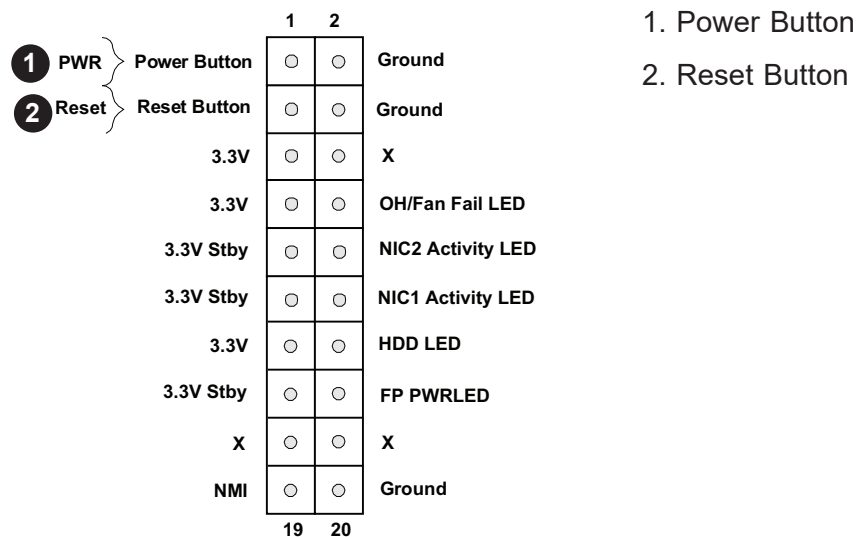 1 2
1 PWR Power Button Ground
2 Reset Reset Button Ground
3.3V X
3.3V OH/Fan Fail LED
3.3V Stby NIC2 Activity LED
3.3V Stby NIC1 Activity LED
3.3V HDD LED
3.3V Stby FP PWRLED
X X
NMI Ground
19 20
1. Power Button
2. Reset Button